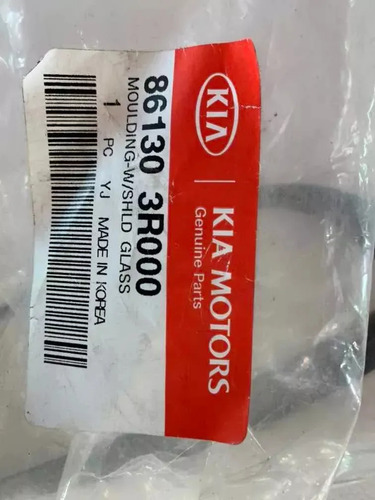 KIA
KIA MOTORS
Genuine Parts
86130 3R000
MOULDING-W/SHLD GLASS
1 PC YJ MADE IN KOREA